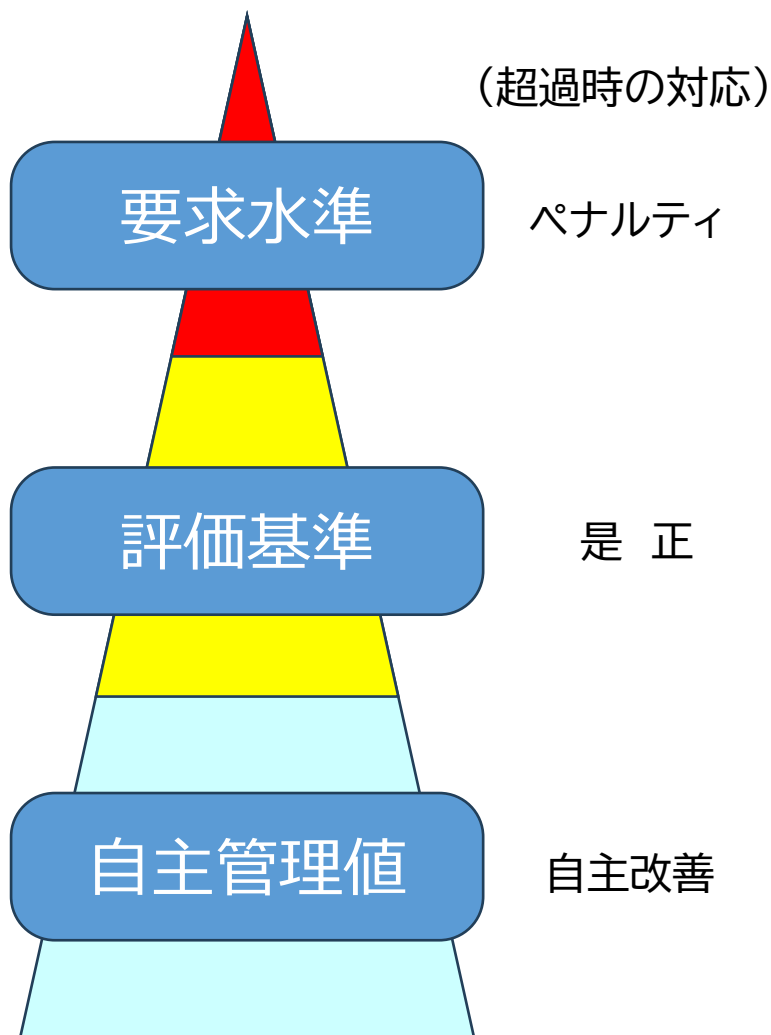 （超過時の対応）
要求水準
ペナルティ
評価基準
是　正
自主管理値
自主改善